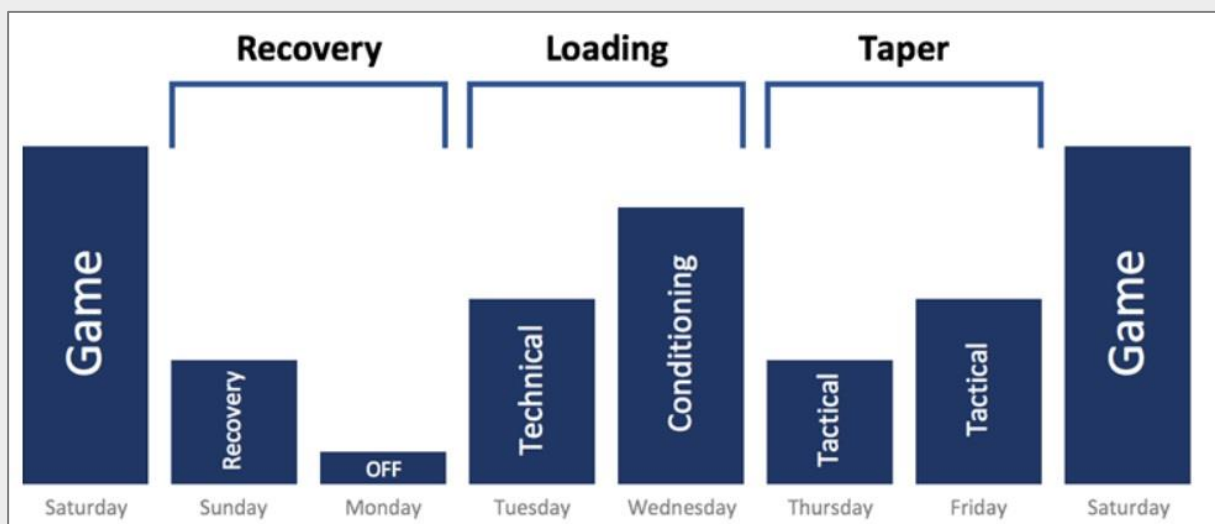 Recovery
Loading
Taper
Game
Recovery
OFF
Technical
Conditioning
Tactical
Tactical
Game
Saturday
Sunday
Monday
Tuesday
Wednesday
Thursday
Friday
Saturday